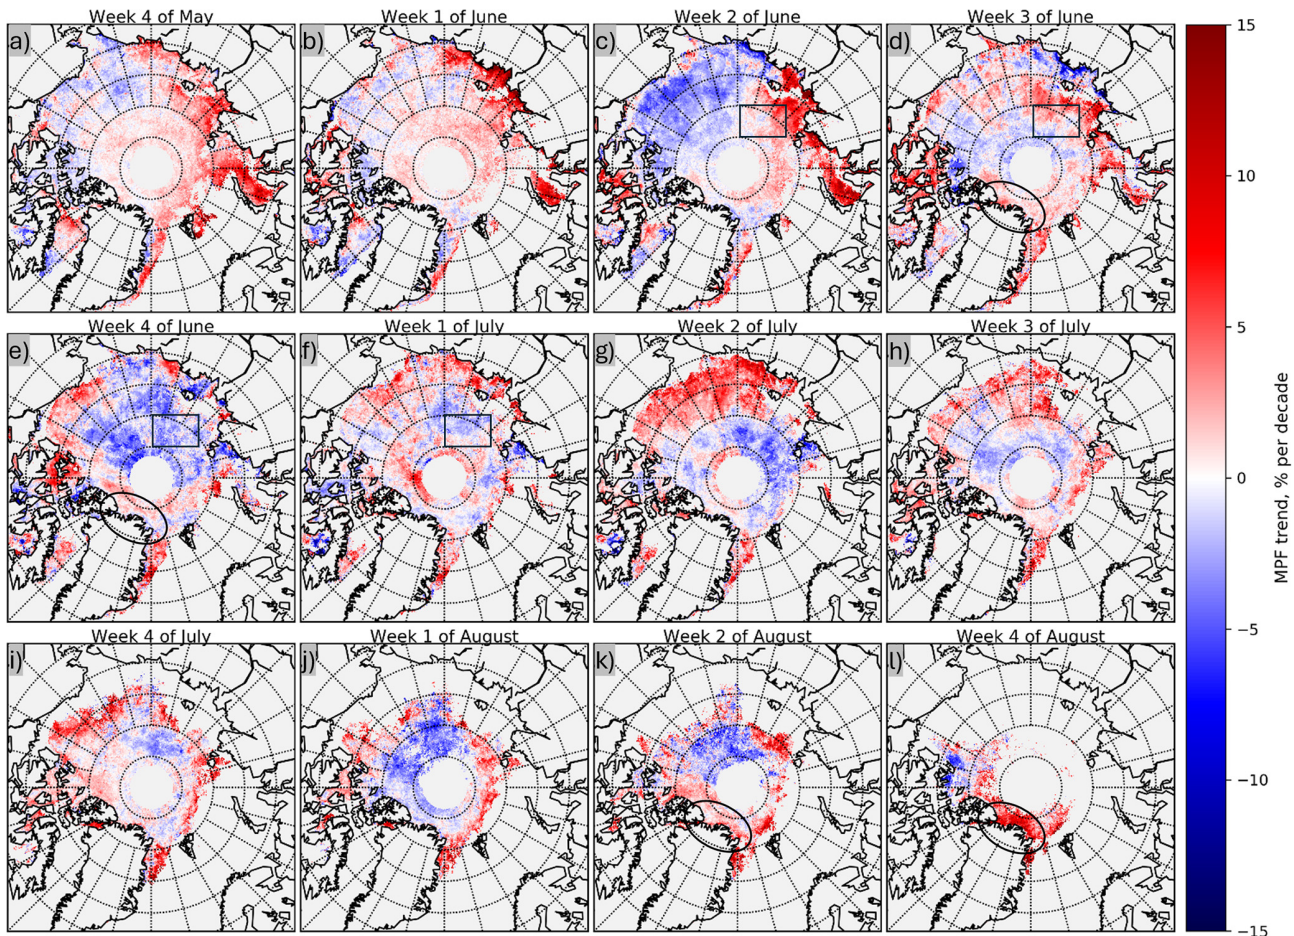 Week 4 of May
Week 1 of June
Week 2 of June
Week 3 of June
a)
b)
c)
d)
Week 4 of June
Week 1 of July
Week 2 of July
Week 3 of July
e)
f)
g)
h)
Week 4 of July
Week 1 of August
Week 2 of August
Week 4 of August
i)
j)
k)
l)
15
10
5
0
−5
−10
−15
MPF trend, % per decade